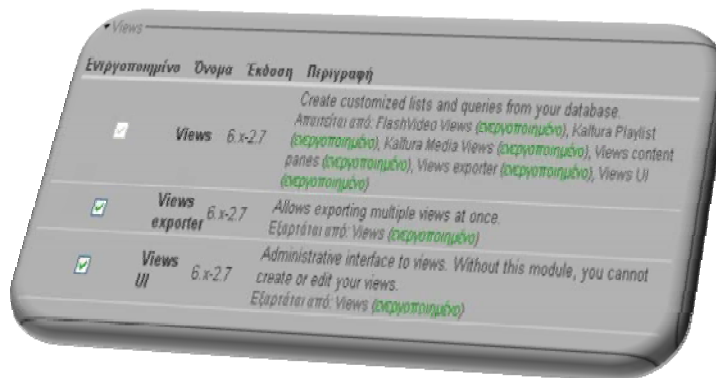 Views
Ενεργοποιημένο Όνομα Έκδοση Περιγραφή
Create customized lists and queries from your database.
Απαιτείται από: FlashVideo Views (ενεργοποιημένο), Kaltura Playlist
Views 6.x-2.7 (ενεργοποιημένο), Kaltura Media Views (ενεργοποιημένο), Views content
panes (ενεργοποιημένο), Views exporter (ενεργοποιημένο), Views UI
(ενεργοποιημένο)
Views exporter 6.x-2.7 Allows exporting multiple views at once.
Εξαρτάται από: Views (ενεργοποιημένο)
Views UI 6.x-2.7 Administrative interface to views. Without this module, you cannot
create or edit your views.
Εξαρτάται από: Views (ενεργοποιημένο)